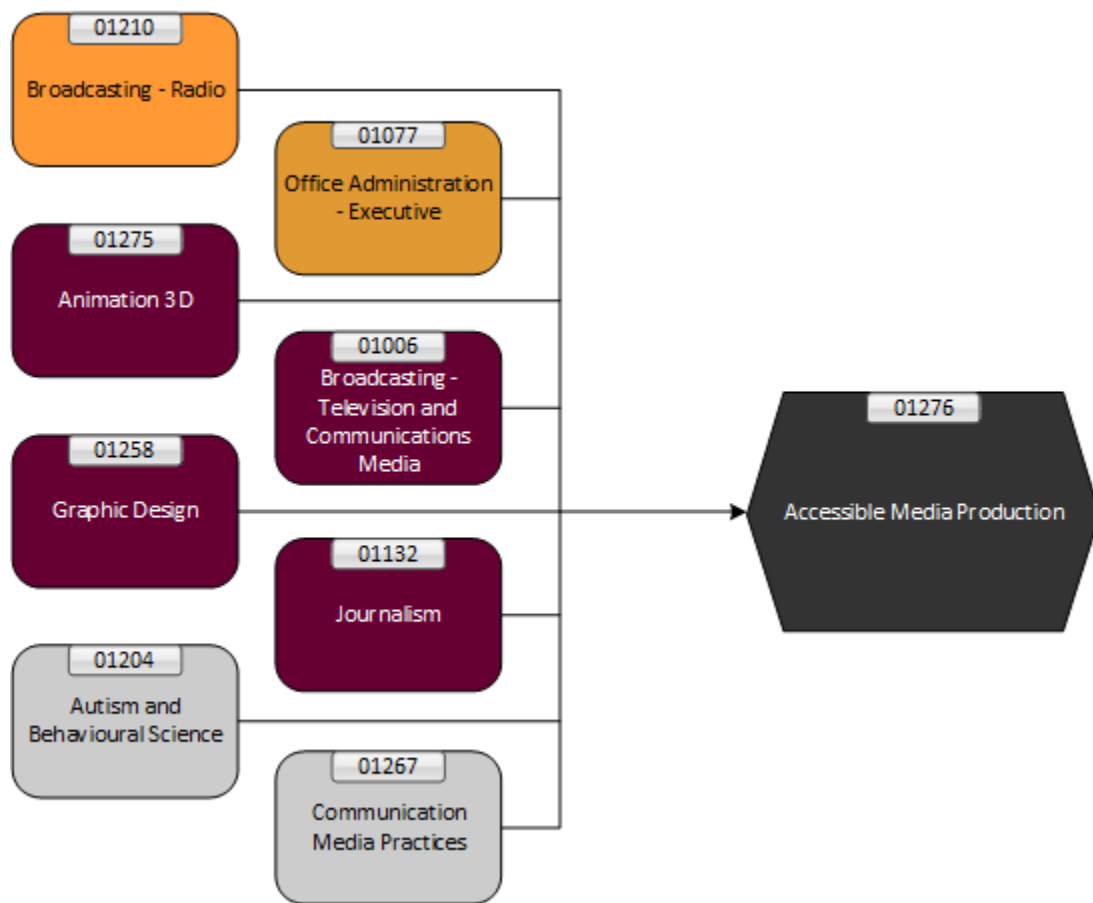 01210
Broadcasting - Radio
01077
Office Administration
- Executive
01275
Animation 3D
01006
Broadcasting -
Television and
Communications
Media
01276
Accessible Media Production
01258
Graphic Design
01132
Journalism
01204
Autism and
Behavioural Science
01267
Communication
Media Practices